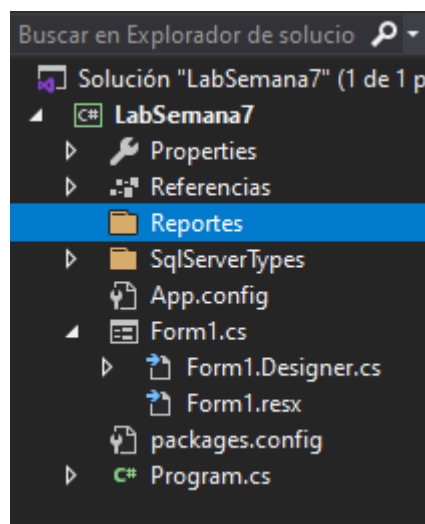 Buscar en Explorador de solucio
Solución "LabSemana7" (1 de 1 p
C# LabSemana7
Properties
Referencias
Reportes
SqlServerTypes
App.config
Form1.cs
Form1.Designer.cs
Form1.resx
packages.config
C# Program.cs